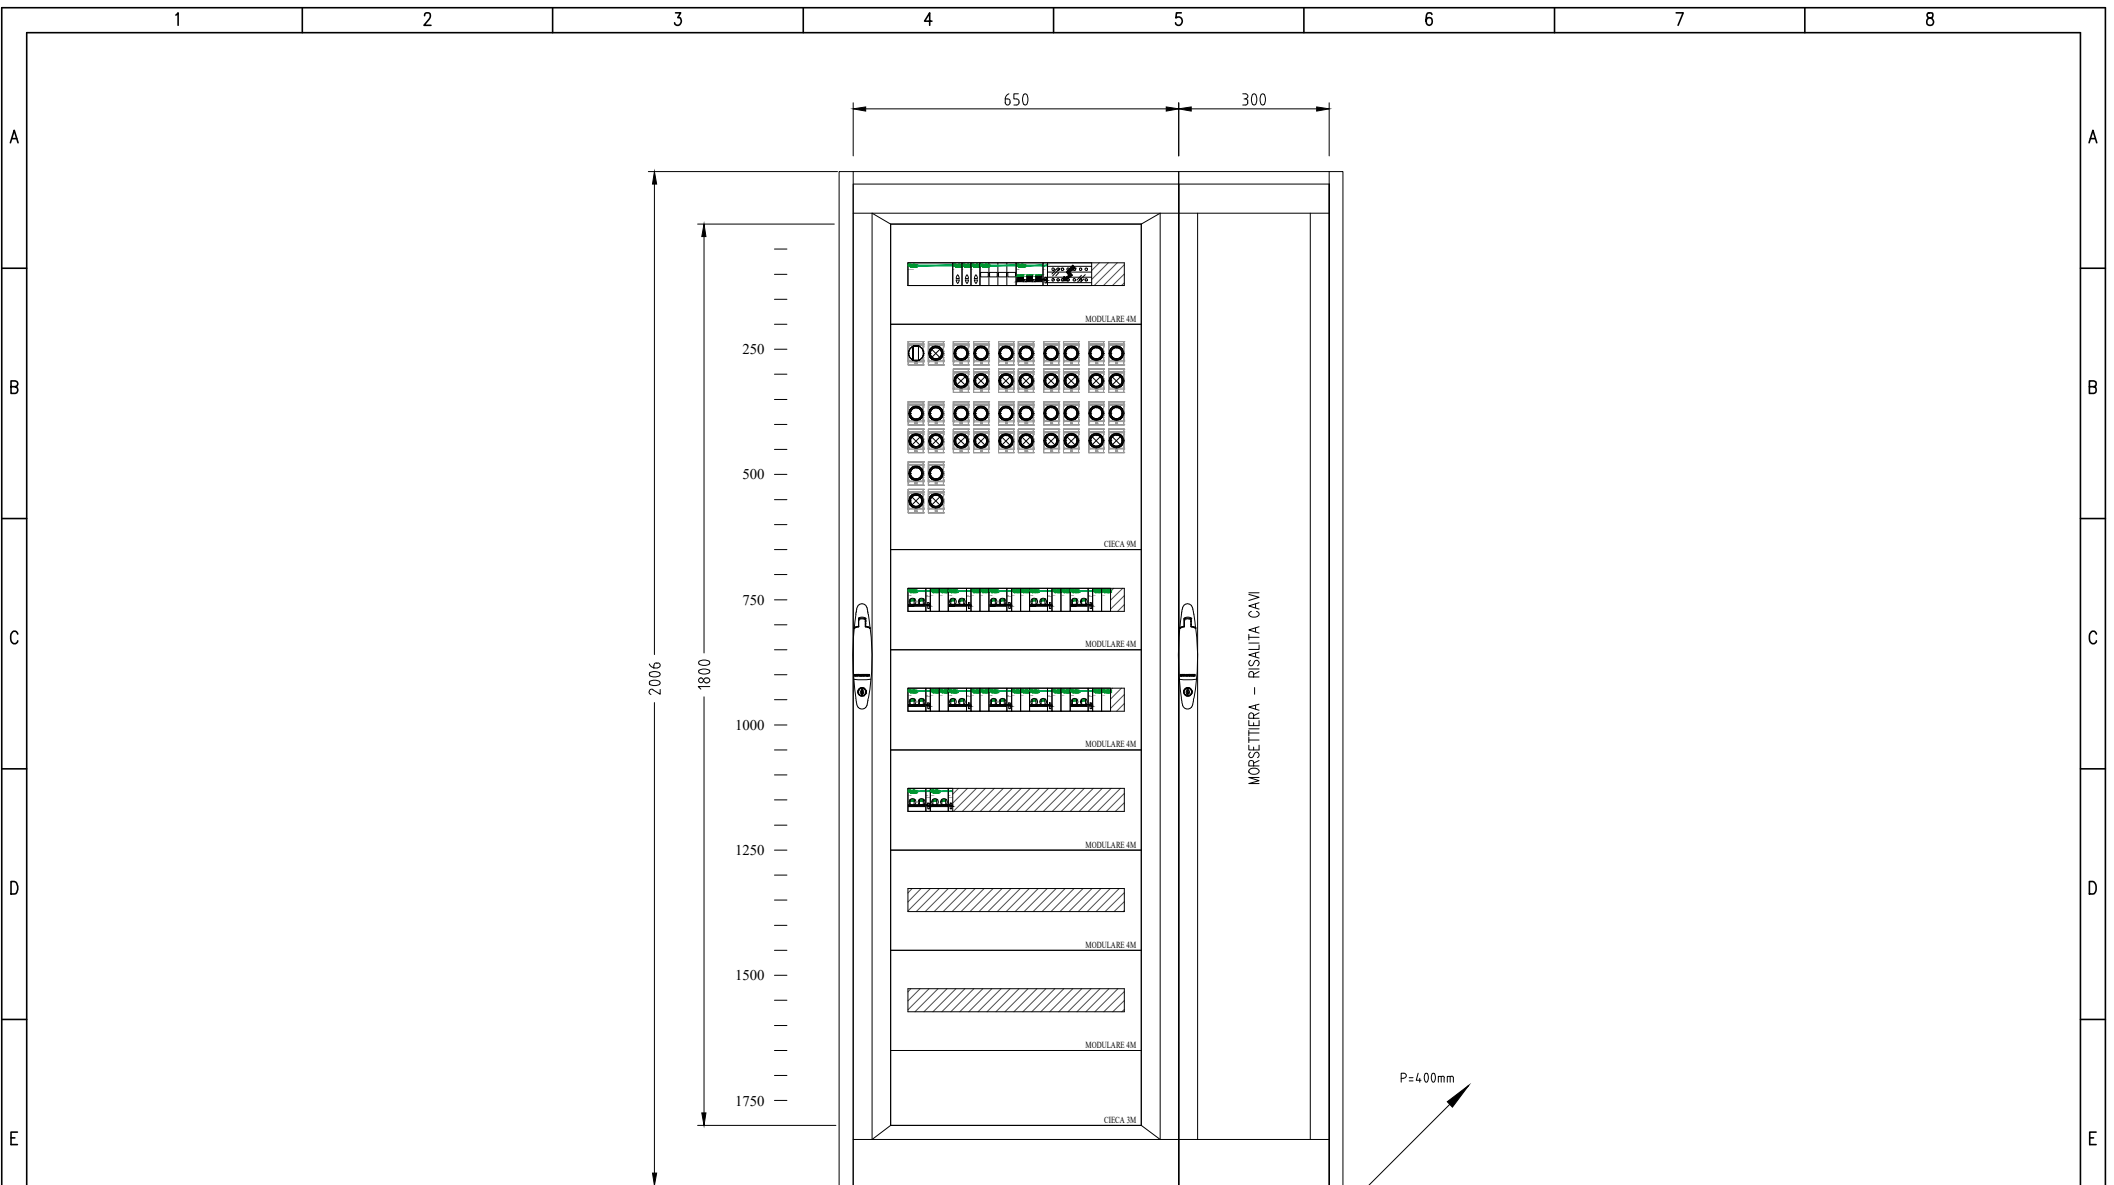 1 2 3 4 5 6 7 8
650 300
A A
MODULARE 4M
250
B B
500
CIECA 9M
750
C C
MODULARE 4M
2006
1800
MORSETTIERA - RISALITA CAVI
1000
MODULARE 4M
1250
MODULARE 4M
D D
MODULARE 4M
1500
MODULARE 4M
P=400mm
1750
CIECA 3M
E E